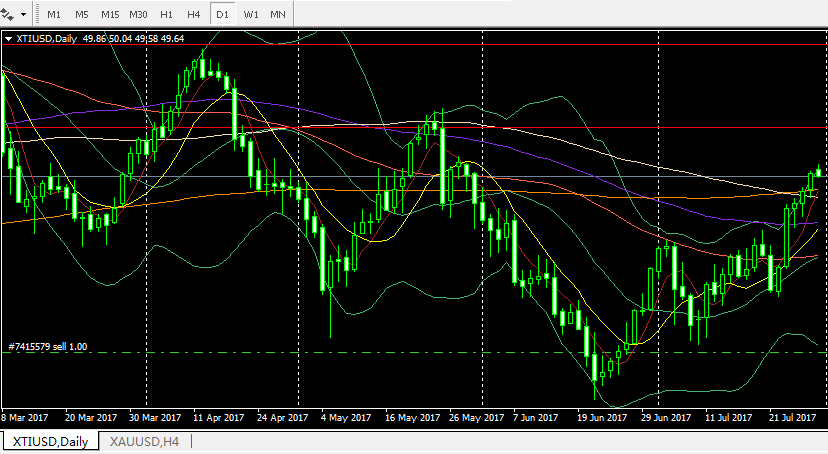 M1 M5 M15 M30 H1 H4 D1 W1 MN
XTIUSD,Daily 49.86 50.04 49.58 49.64
#7415579 sell 1.00
8 Mar 2017 20 Mar 2017 30 Mar 2017 11 Apr 2017 24 Apr 2017 4 May 2017 16 May 2017 26 May 2017 7 Jun 2017 19 Jun 2017 29 Jun 2017 11 Jul 2017 21 Jul 2017
XTIUSD,Daily XAUUSD,H4